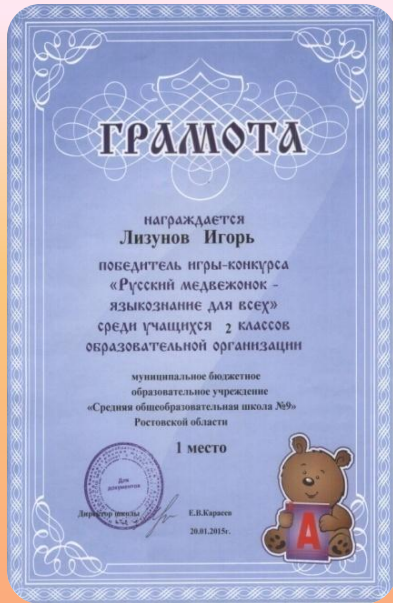 ГРАМОТА
награждается
Лизунов Игорь
победитель игры-конкурса
«Русский медвежонок -
языкознание для всех»
среди учащихся 2 классов
образовательной организации
муниципальное бюджетное
образовательное учреждение
«Средняя общеобразовательная школа №9»
Ростовской области
1 место
Для
документов
Директор школы Е.В.Караев
20.01.2015г.
А